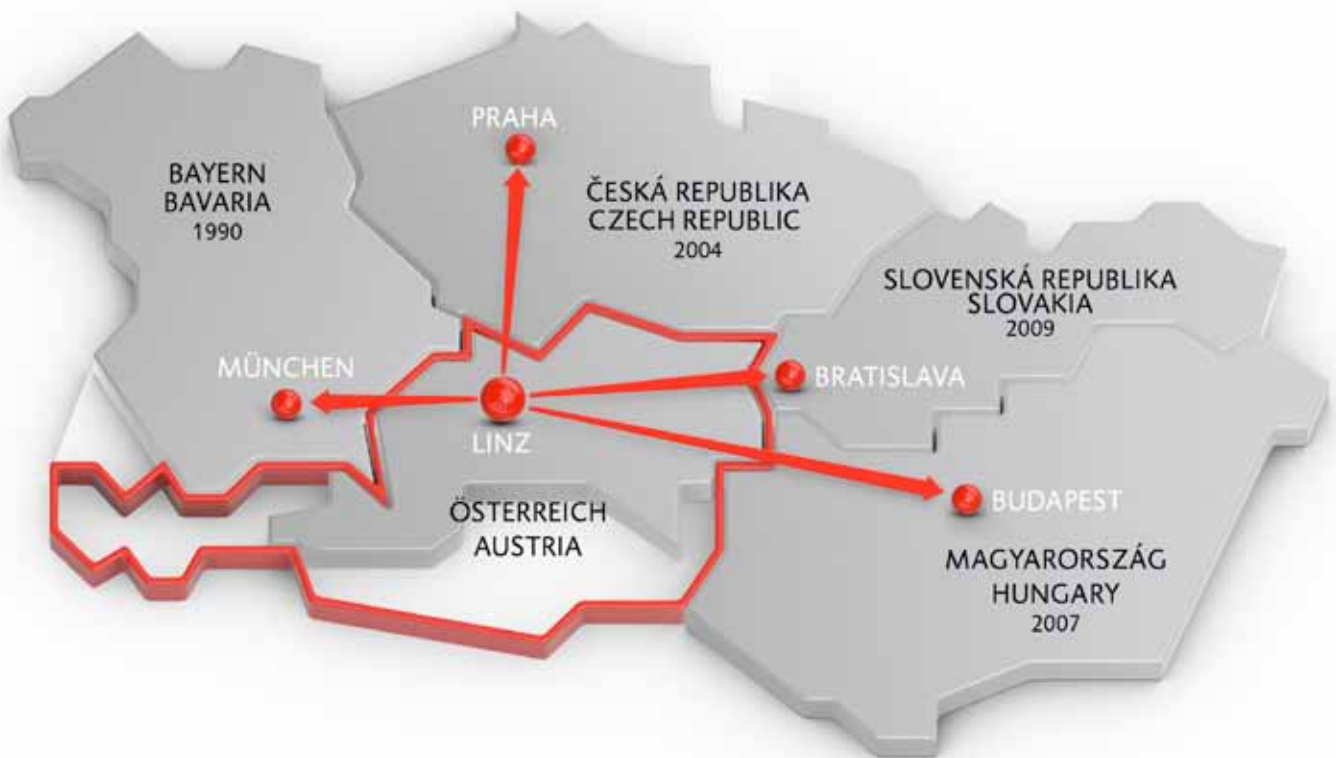 PRAHA
BAYERN
BAVARIA
1990
ČESKÁ REPUBLIKA
CZECH REPUBLIC
2004
SLOVENSKÁ REPUBLIKA
SLOVAKIA
2009
MÜNCHEN
BRATISLAVA
LINZ
BUDAPEST
ÖSTERREICH
AUSTRIA
MAGYARORSZÁG
HUNGARY
2007